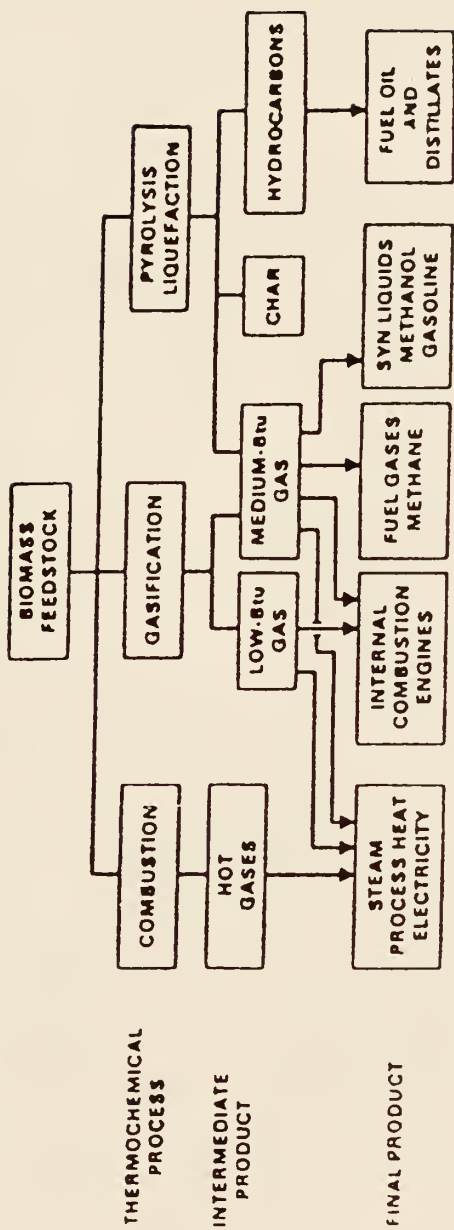 BIOMASS
FEEDSTOCK
THERMOCHEMICAL
PROCESS
COMBUSTION
GASIFICATION
PYROLYSIS
LIQUEFACTION
INTERMEDIATE
PRODUCT
HOT
GASES
LOW-Btu
GAS
MEDIUM-Btu
GAS
CHAR
HYDROCARBONS
FINAL PRODUCT
STEAM
PROCESS HEAT
ELECTRICITY
INTERNAL
COMBUSTION
ENGINES
FUEL GASES
METHANE
SYN LIQUIDS
METHANOL
GASOLINE
FUEL OIL
AND
DISTILLATES